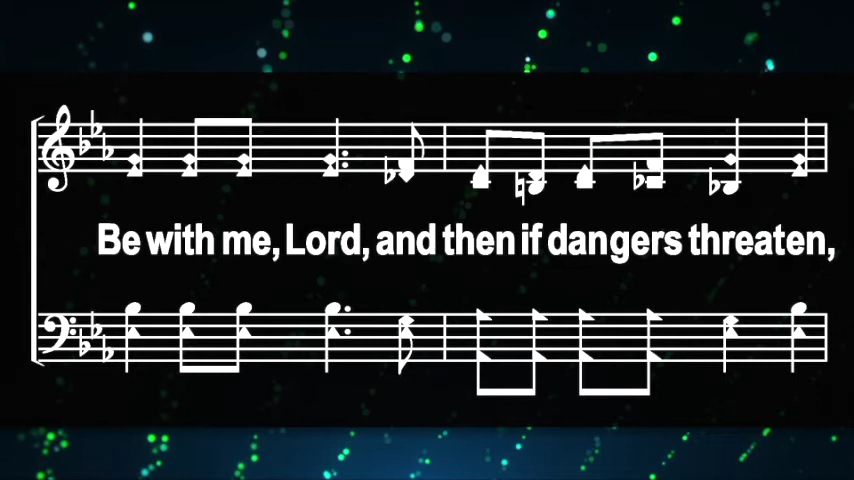 Be with me, Lord, and then if dangers threaten,